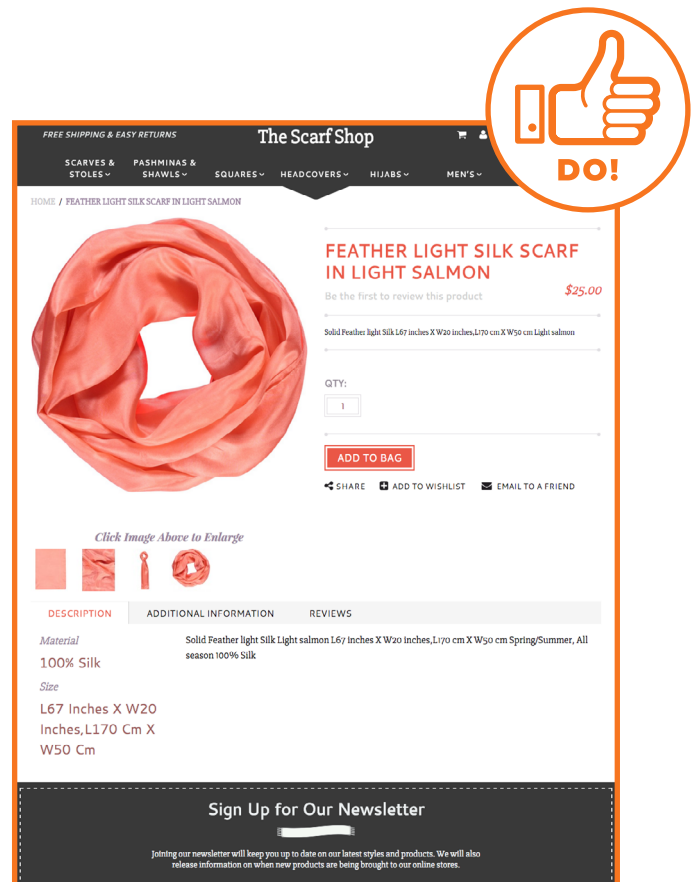 DO!
FREE SHIPPING & EASY RETURNS
The Scarf Shop
SCARVES &
STOLES
PASHMINAS &
SHAWLS
SQUARES
HEADCOVERS
HIJABS
MEN'S
HOME / FEATHER LIGHT SILK SCARF IN LIGHT SALMON
FEATHER LIGHT SILK SCARF
IN LIGHT SALMON
$25.00
Be the first to review this product
Solid Feather light Silk L67 inches X W20 inches,L170 cm X W50 cm Light salmon
QTY:
1
ADD TO BAG
SHARE
ADD TO WISHLIST
EMAIL TO A FRIEND
Click Image Above to Enlarge
DESCRIPTION
ADDITIONAL INFORMATION
REVIEWS
Material
100% Silk
Size
L67 Inches X W20
Inches,L170 Cm X
W50 Cm
Solid Feather light Silk Light salmon L67 inches X W20 inches,L170 cm X W50 cm Spring/Summer, All
season 100% Silk
Sign Up for Our Newsletter
Joining our newsletter will keep you up to date on our latest styles and products. We will also
release information on when new products are being brought to our online stores.